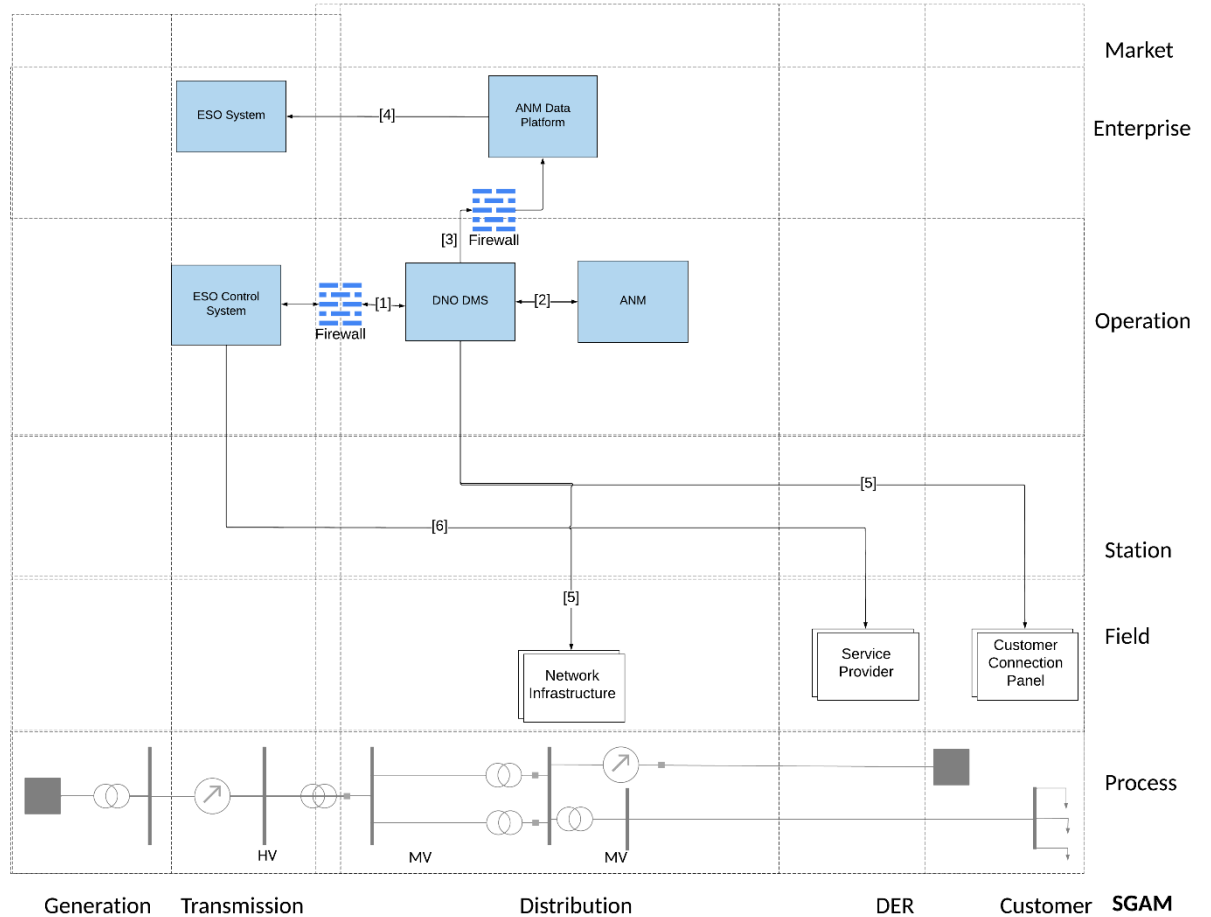 Market
ESO System
[4]
ANM Data
Platform
Enterprise
[3]
Firewall
ESO Control
System
Firewall
[1]
DNO DMS
[2]
ANM
Operation
[5]
[6]
Station
[5]
Field
Network
Infrastructure
Service
Provider
Customer
Connection
Panel
Process
HV
MV
MV
Generation
Transmission
Distribution
DER
Customer
SGAM